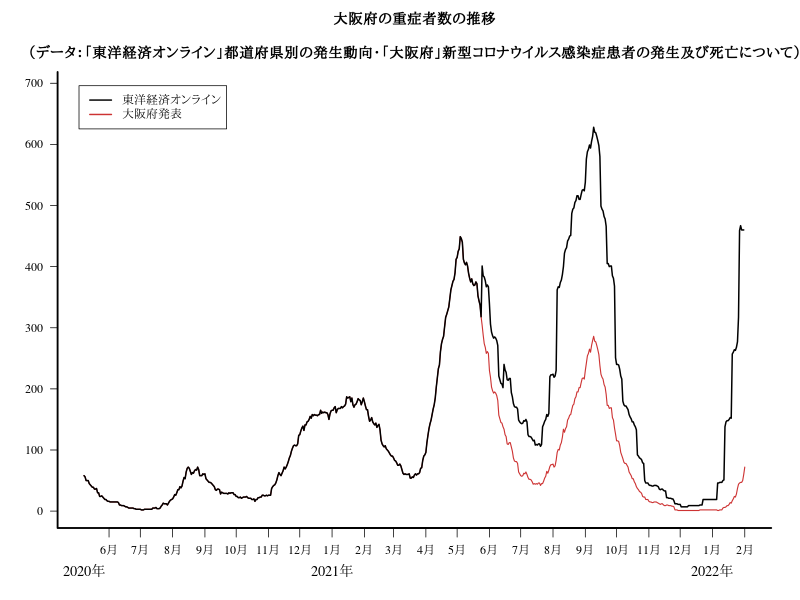 大阪府の重症者数の推移
（データ：「東洋経済オンライン」都道府県別の発生動向・「大阪府」新型コロナウイルス感染症患者の発生及び死亡について）
700
東洋経済オンライン
大阪府発表
600
500
400
300
200
100
0
6月 7月 8月 9月 10月 11月 12月 1月 2月 3月 4月 5月 6月 7月 8月 9月 10月 11月 12月 1月 2月
2020年 2021年 2022年